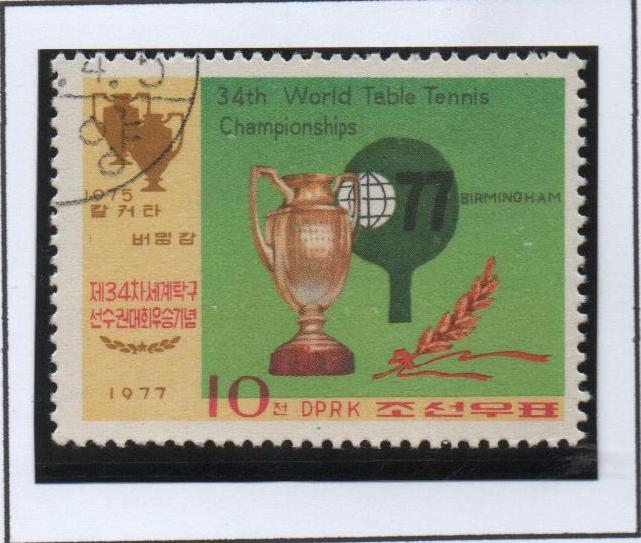 34th World Table Tennis
Championships
1975
칼커타
버밍감
77
BIRMINGHAM
제34차세계탁구
선수권대회우승기념
1977
10전 DPRK 조선우표